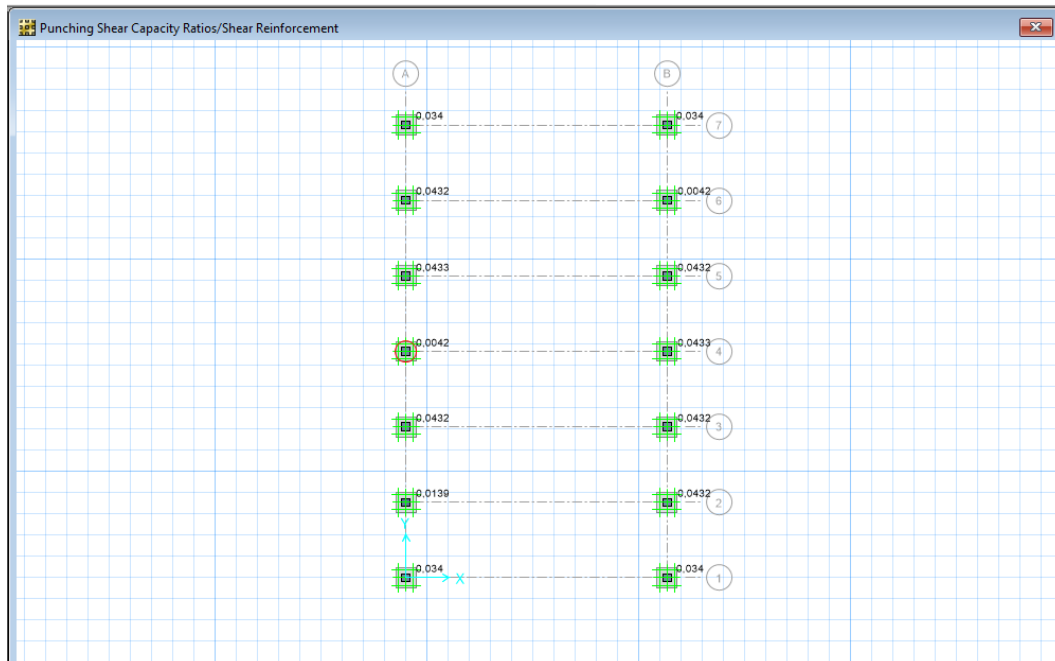 Punching Shear Capacity Ratios/Shear Reinforcement
A B
0.034 0.034 7
0.0432 0.0042 6
0.0433 0.0432 5
0.0042 0.0433 4
0.0432 0.0432 3
0.0139 0.0432 2
Y
0.034 X 0.034 1